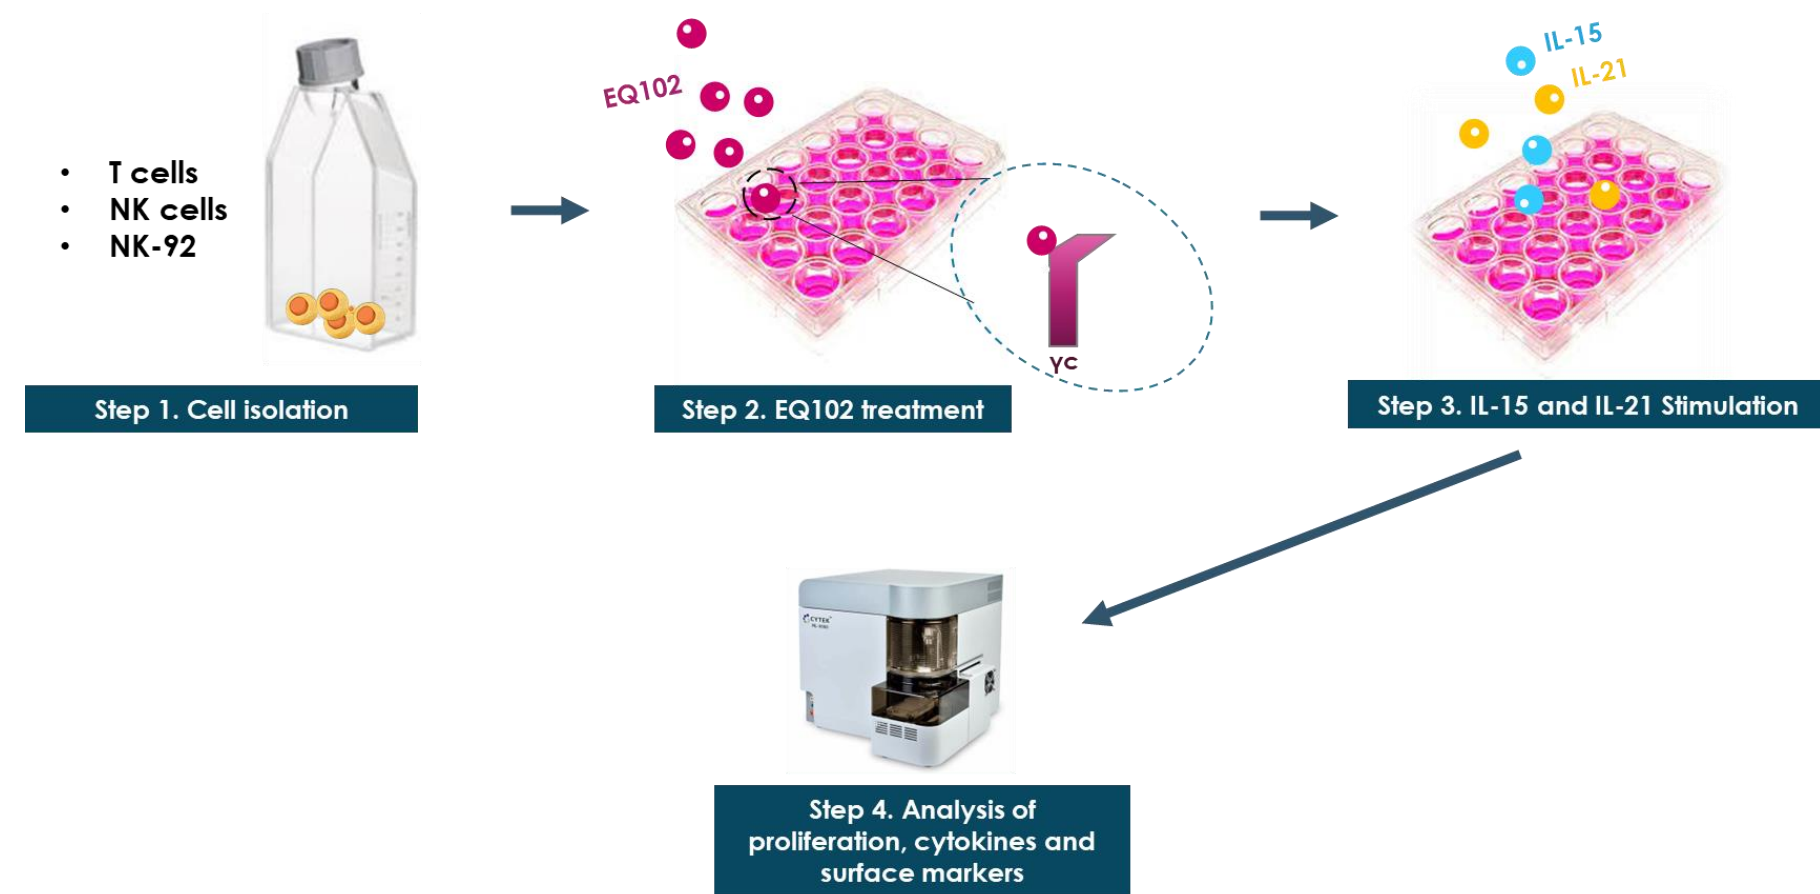 • T cells
• NK cells
• NK-92
Step 1. Cell isolation
EQ102
γc
Step 2. EQ102 treatment
IL-15
IL-21
Step 3. IL-15 and IL-21 Stimulation
CYTEK
Step 4. Analysis of
proliferation, cytokines and
surface markers